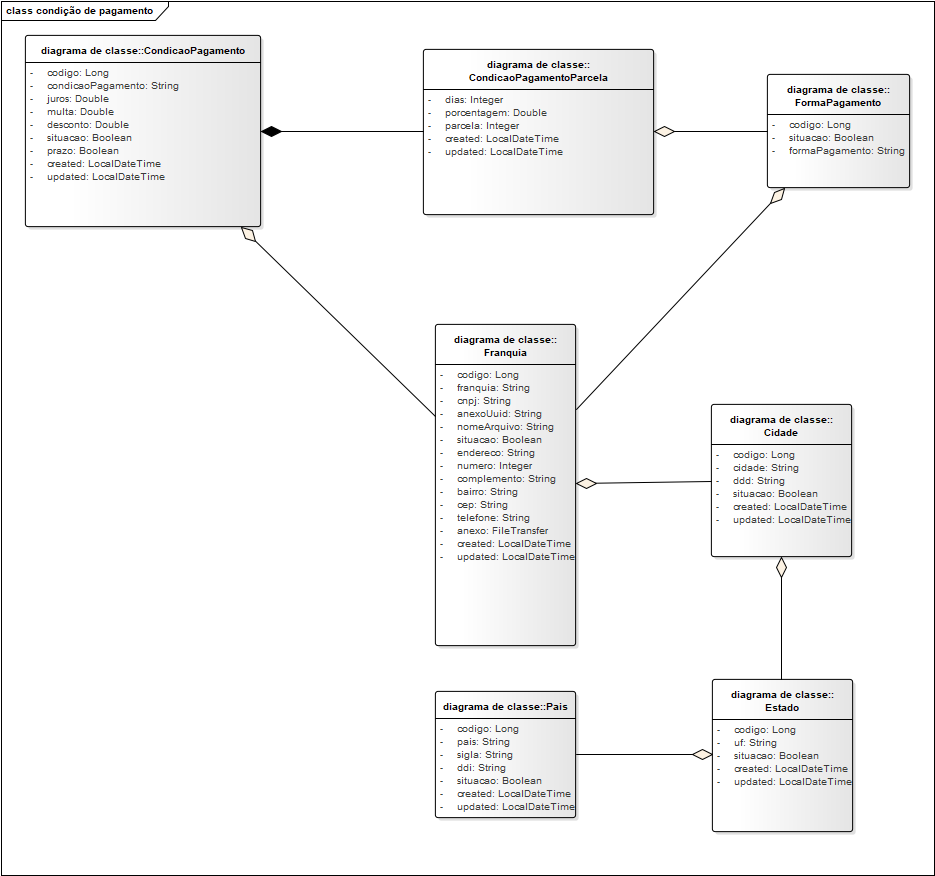 class condição de pagamento
diagrama de classe::CondicaoPagamento
- codigo: Long
- condicaoPagamento: String
- juros: Double
- multa: Double
- desconto: Double
- situacao: Boolean
- prazo: Boolean
- created: LocalDateTime
- updated: LocalDateTime
diagrama de classe::
CondicaoPagamentoParcela
- dias: Integer
- porcentagem: Double
- parcela: Integer
- created: LocalDateTime
- updated: LocalDateTime
diagrama de classe::
FormaPagamento
- codigo: Long
- situacao: Boolean
- formaPagamento: String
diagrama de classe::
Franquia
- codigo: Long
- franquia: String
- cnpj: String
- anexoUuid: String
- nomeArquivo: String
- situacao: Boolean
- endereco: String
- numero: Integer
- complemento: String
- bairro: String
- cep: String
- telefone: String
- anexo: FileTransfer
- created: LocalDateTime
- updated: LocalDateTime
diagrama de classe::
Cidade
- codigo: Long
- cidade: String
- ddd: String
- situacao: Boolean
- created: LocalDateTime
- updated: LocalDateTime
diagrama de classe::Pais
- codigo: Long
- pais: String
- sigla: String
- ddi: String
- situacao: Boolean
- created: LocalDateTime
- updated: LocalDateTime
diagrama de classe::
Estado
- codigo: Long
- uf: String
- situacao: Boolean
- created: LocalDateTime
- updated: LocalDateTime